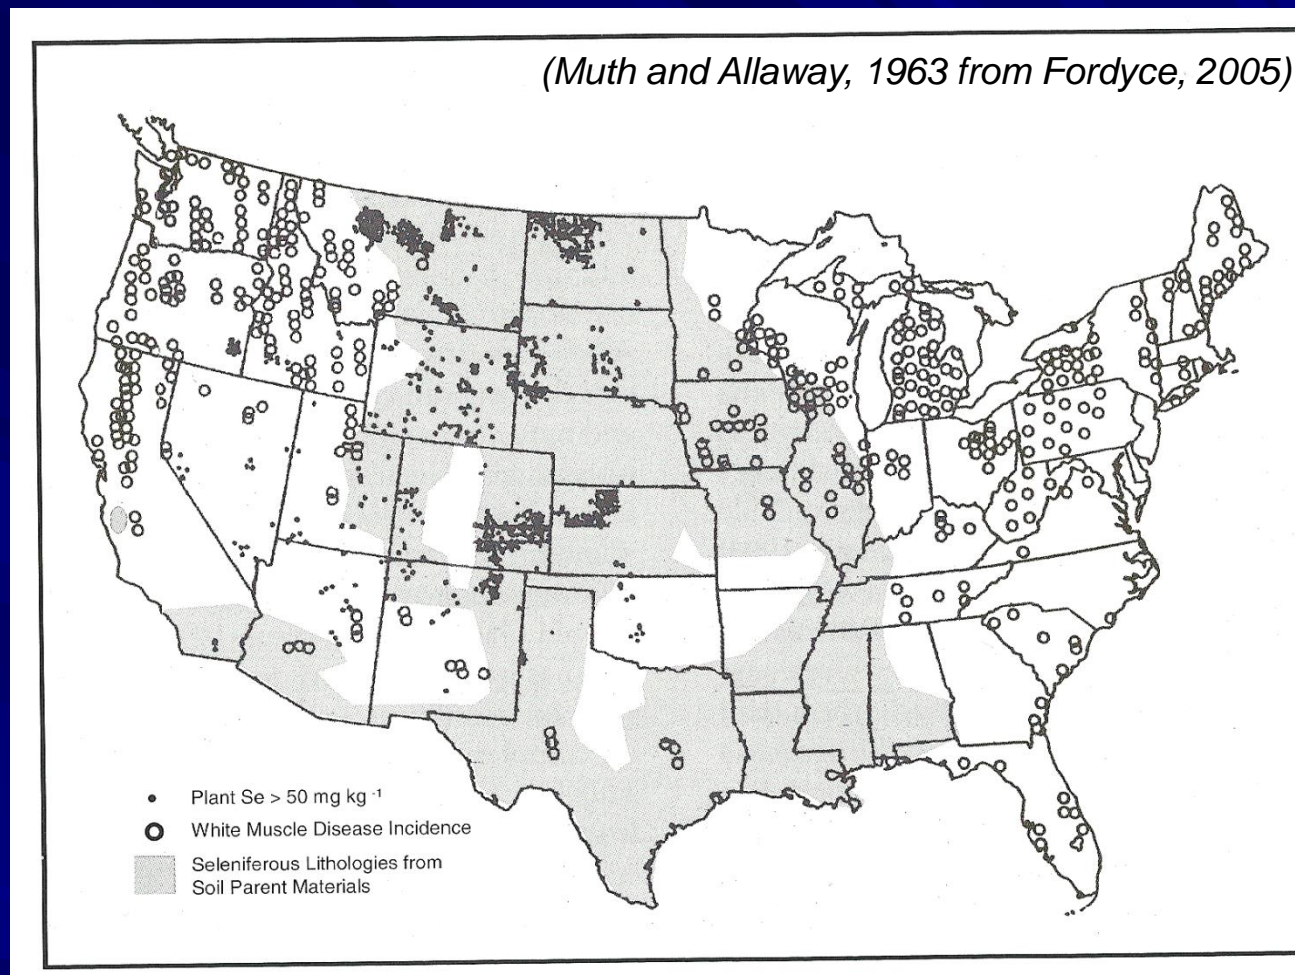 (Muth and Allaway, 1963 from Fordyce, 2005)
Plant Se > 50 mg kg -1
White Muscle Disease Incidence
Seleniferous Lithologies from
Soil Parent Materials